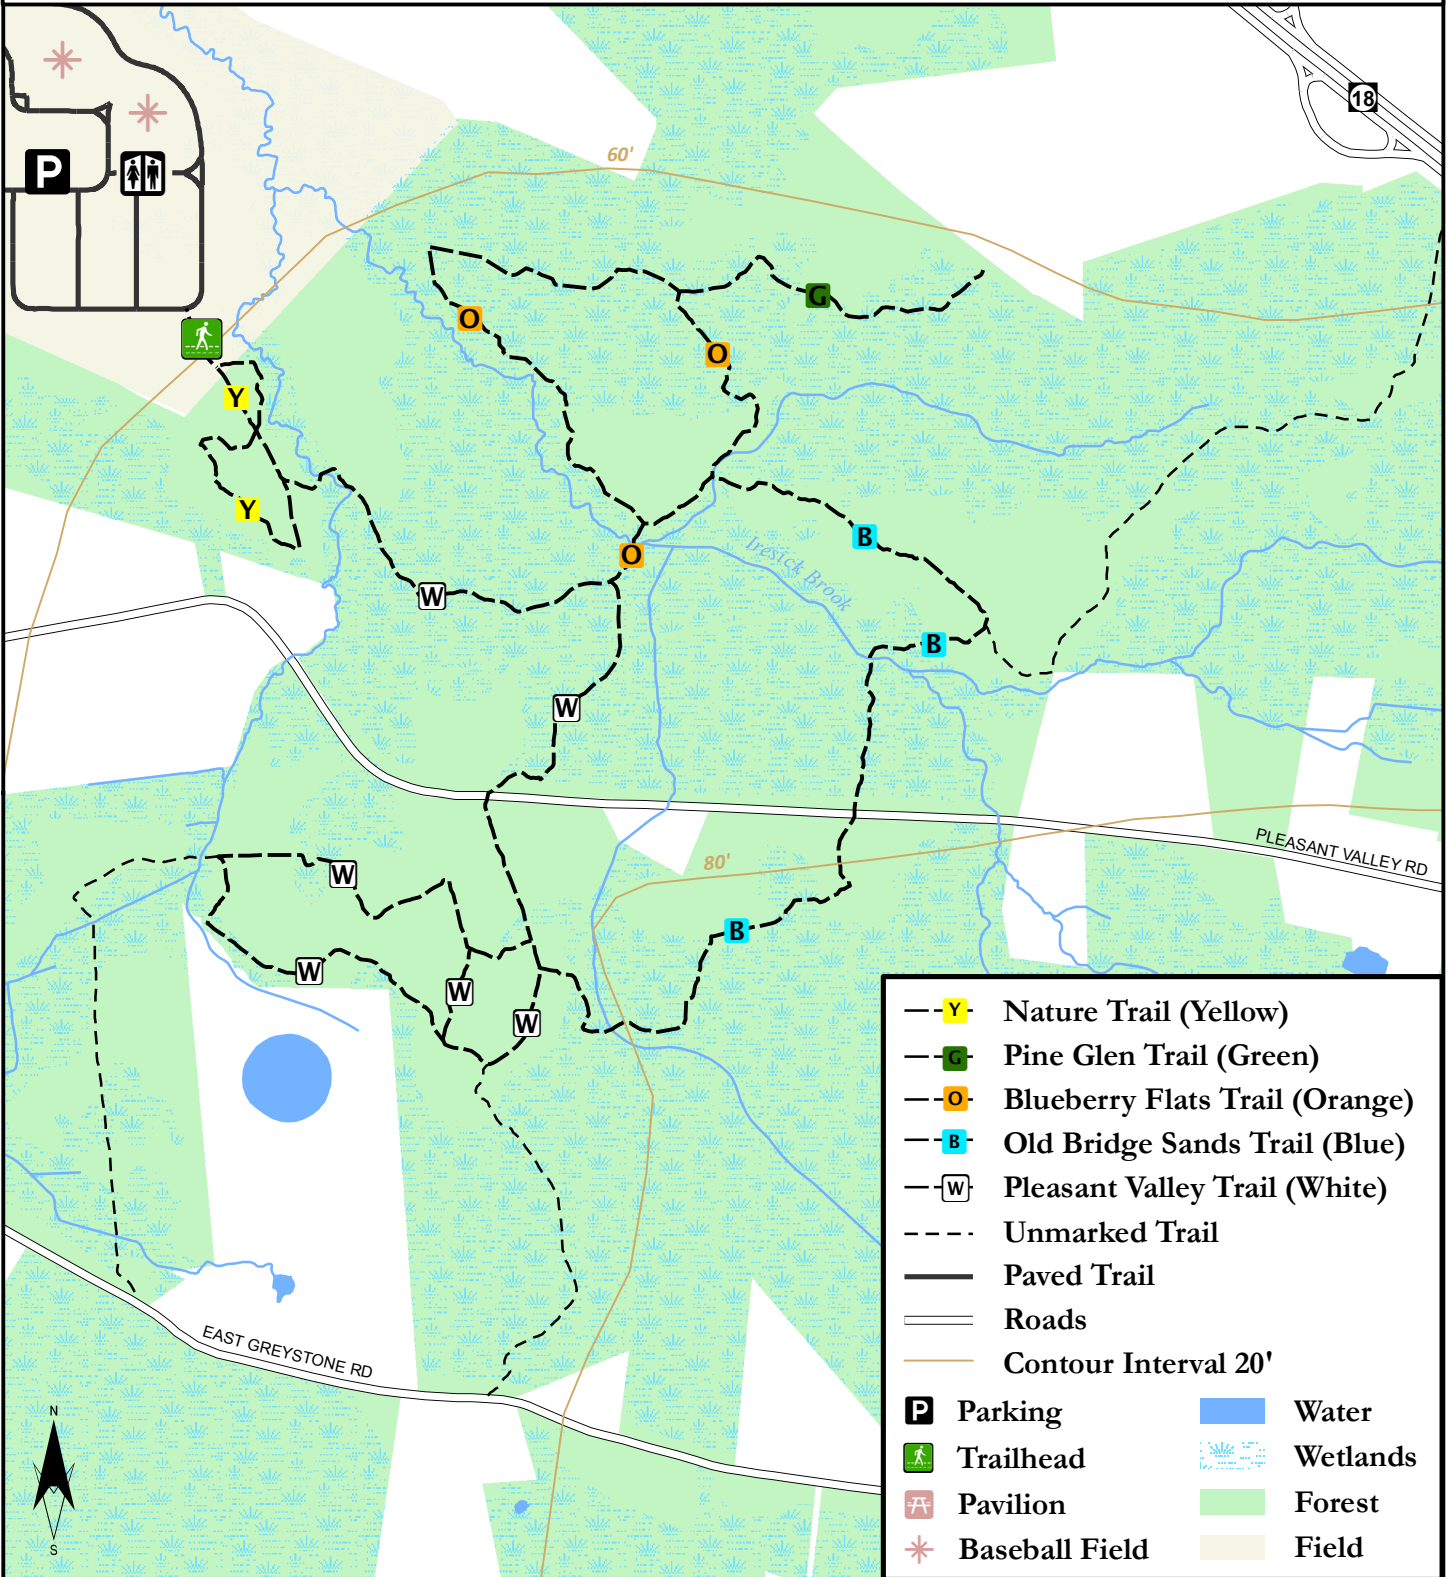 18
60'
P
G
O
O
Y
Y
O
B
Iresick Brook
W
B
W
PLEASANT VALLEY RD
80'
W
B
W
W
W
EAST GREYSTONE RD
N
S
Y Nature Trail (Yellow)
G Pine Glen Trail (Green)
O Blueberry Flats Trail (Orange)
B Old Bridge Sands Trail (Blue)
W Pleasant Valley Trail (White)
Unmarked Trail
Paved Trail
Roads
Contour Interval 20'
P Parking
Water
Trailhead
Wetlands
Pavilion
Forest
Baseball Field
Field